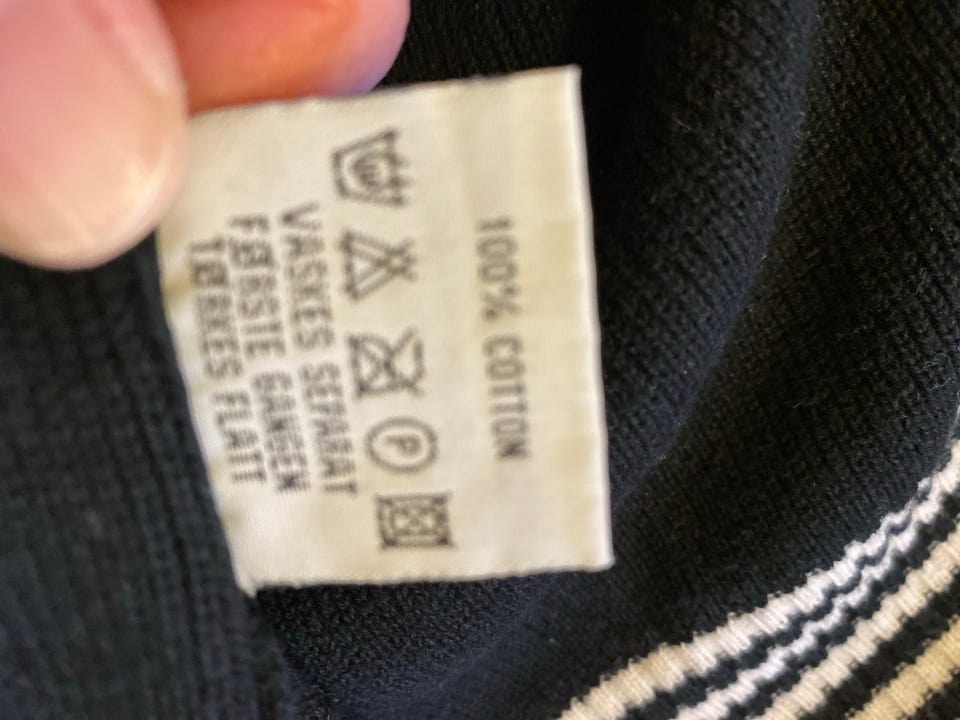 100% COTTON
P
VASKES SEPARAT
FØRSTE GANGEN
TØRKES FLATT